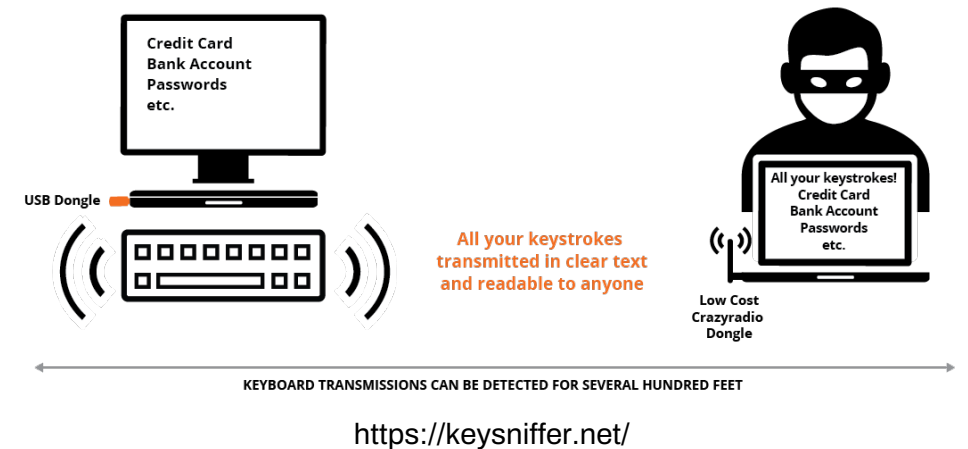 Credit Card
Bank Account
Passwords
etc.
USB Dongle
All your keystrokes
transmitted in clear text
and readable to anyone
All your keystrokes!
Credit Card
Bank Account
Passwords
etc.
Low Cost
Crazyradio
Dongle
KEYBOARD TRANSMISSIONS CAN BE DETECTED FOR SEVERAL HUNDRED FEET
https://keysniffer.net/